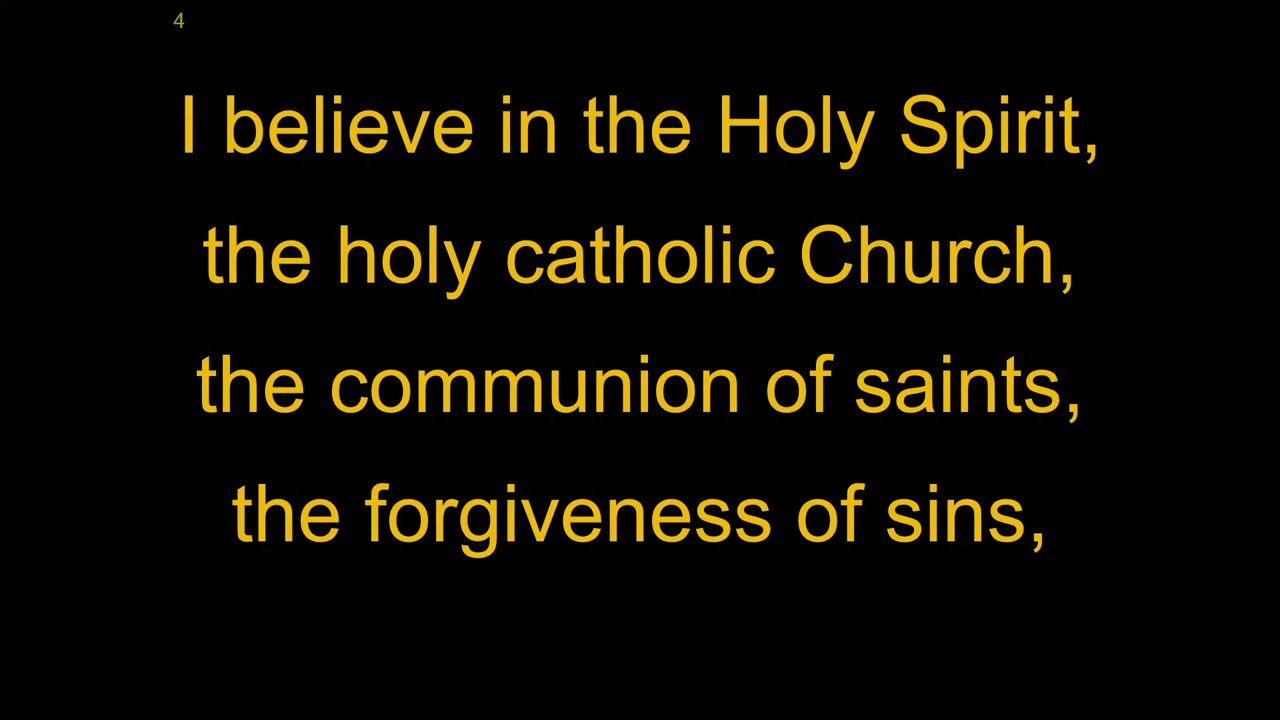 4
I believe in the Holy Spirit,
the holy catholic Church,
the communion of saints,
the forgiveness of sins,